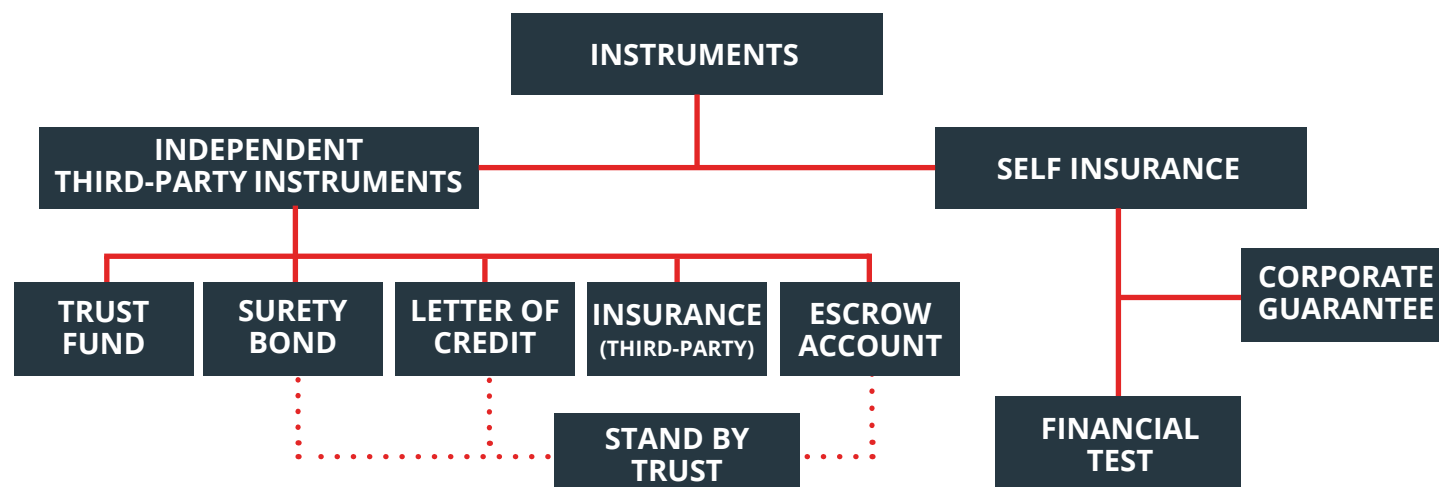 INSTRUMENTS
INDEPENDENT
THIRD-PARTY INSTRUMENTS
SELF INSURANCE
CORPORATE
GUARANTEE
TRUST
FUND
SURETY
BOND
LETTER OF
CREDIT
INSURANCE
(THIRD-PARTY)
ESCROW
ACCOUNT
STAND BY
TRUST
FINANCIAL
TEST